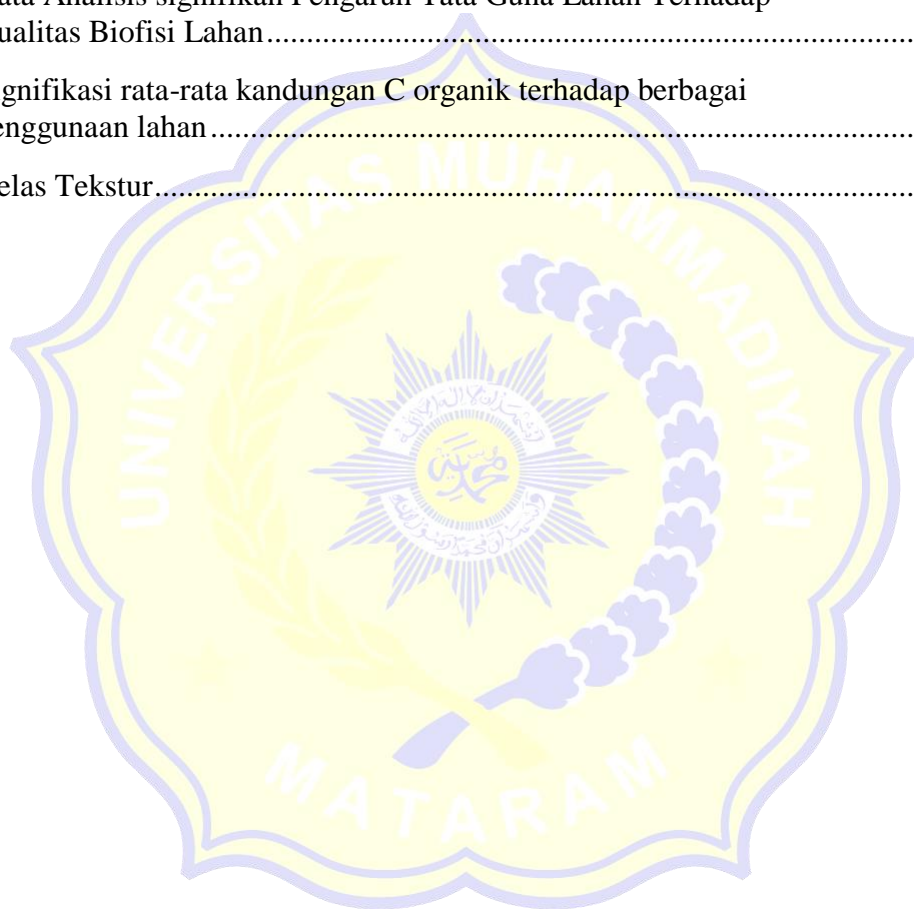 ata Analisis signifikan Pengaruh Tata Guna Lahan Terhadap
ualitas Biofisi Lahan................................................................................
gnifikasi rata-rata kandungan C organik terhadap berbagai
enggunaan lahan........................................................................................
elas Tekstur...............................................................................................
UNIVERSITAS MUHAMMADIYAH
MATARAM